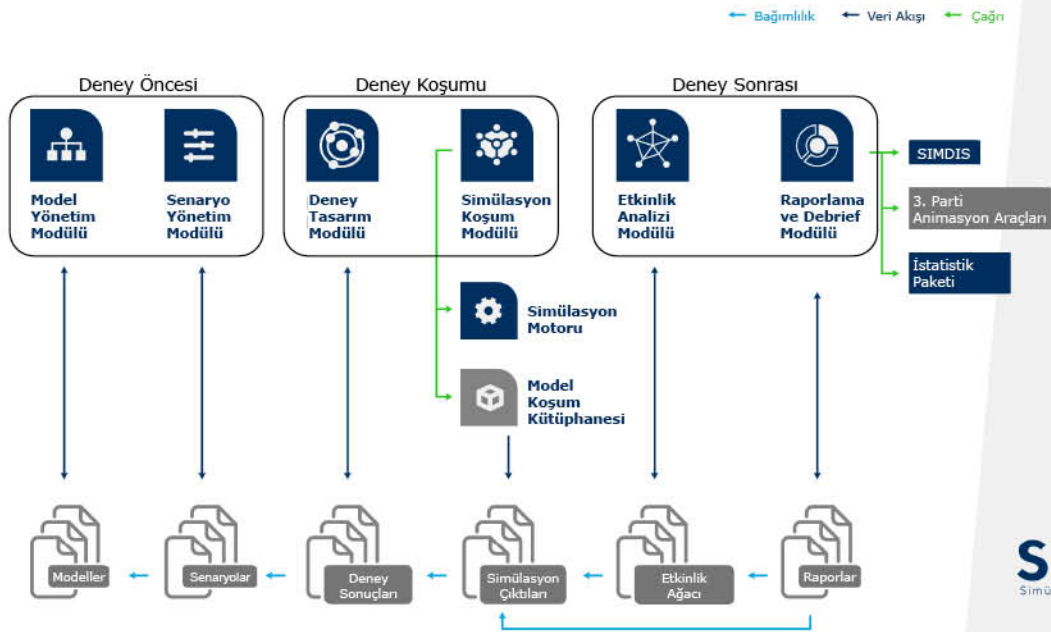 Bağımlılık
Veri Akışı
Çağrı
Deney Öncesi
Deney Koşumu
Deney Sonrası
Model
Yönetim
Modülü
Senaryo
Yönetim
Modülü
Deney
Tasarım
Modülü
Simülasyon
Koşum
Modülü
Etkinlik
Analizi
Modülü
Raporlama
ve Debrief
Modülü
SIMDIS
3. Parti
Animasyon Araçları
İstatistik
Paketi
Simülasyon
Motoru
Model
Koşum
Kütüphanesi
Modeller
Senaryolar
Deney
Sonuçları
Simülasyon
Çıktıları
Etkinlik
Ağacı
Raporlar
S
Simü